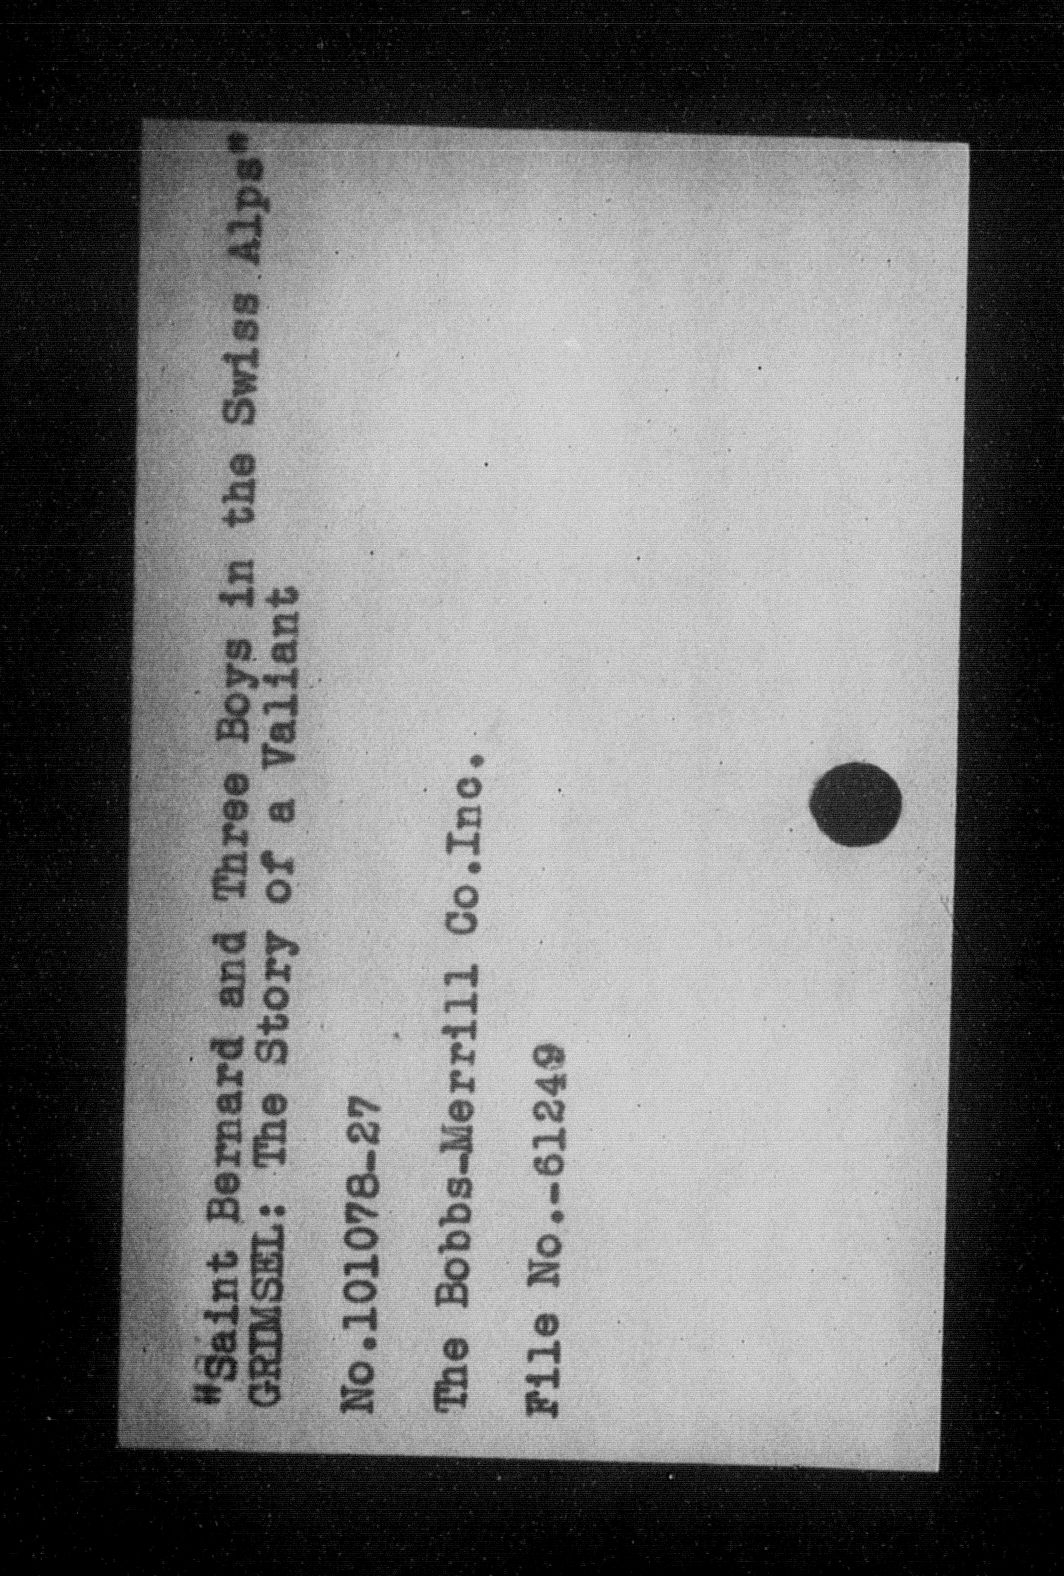 "Saint Bernard and Three Boys in the Swiss Alps"
GRIMSEL: The Story of a Valiant
No.101078-27
The Bobbs-Merrill Co.Inc.
File No.-61249